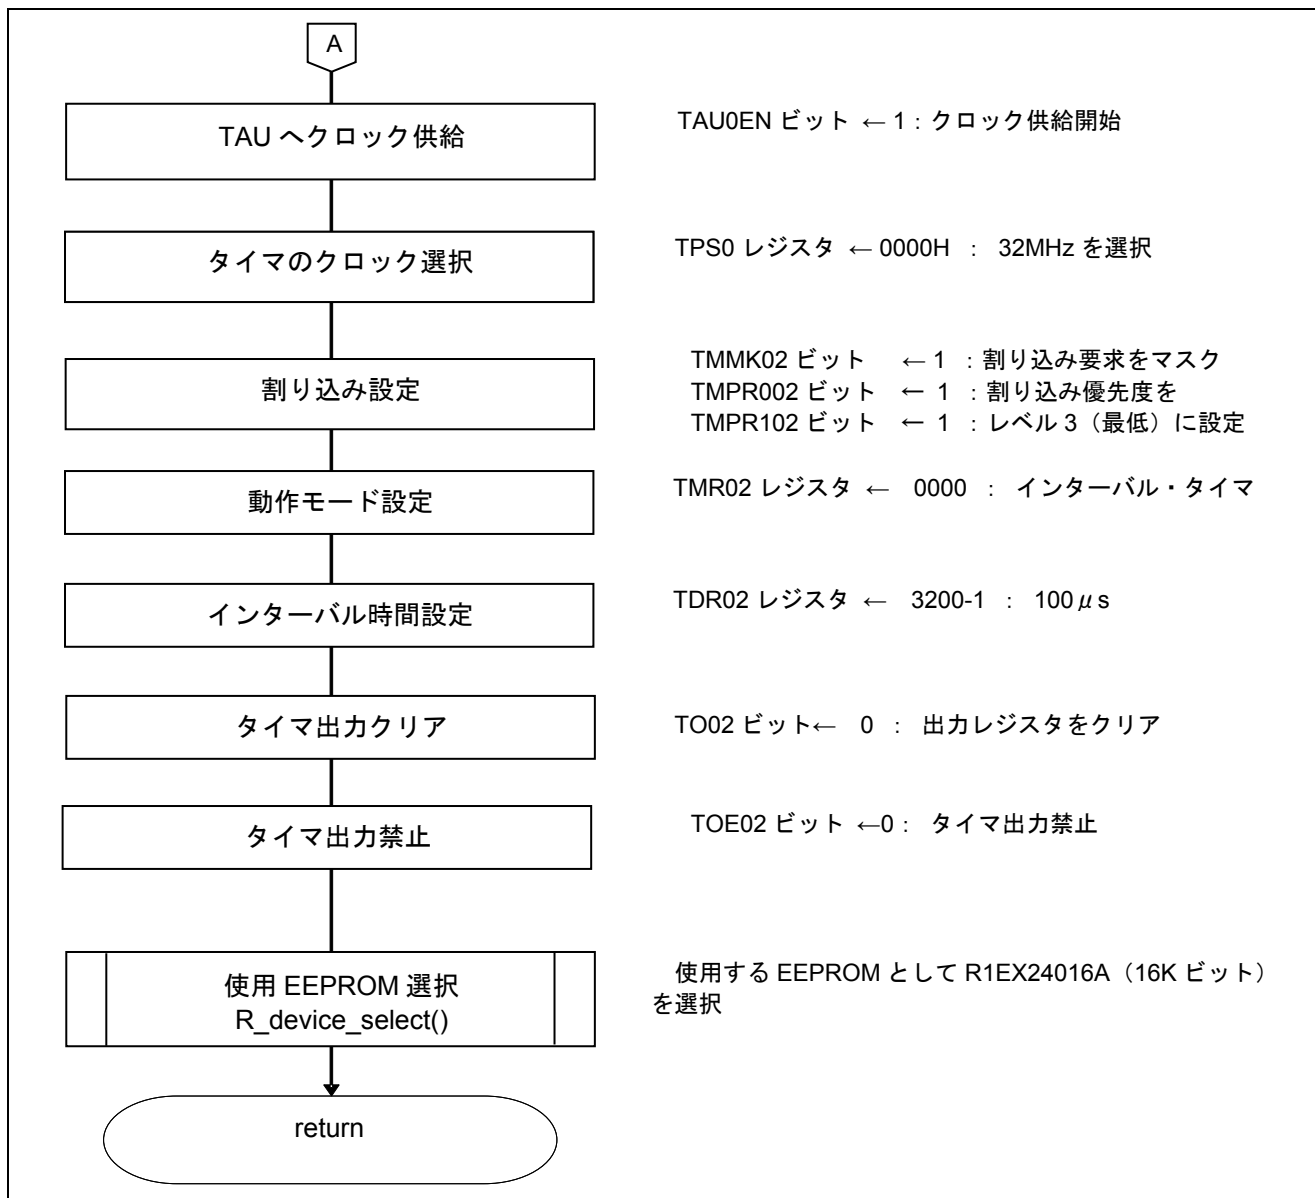 A
TAU へクロック供給
TAU0EN ビット ← 1 : クロック供給開始
タイマのクロック選択
TPS0 レジスタ ← 0000H : 32MHz を選択
割り込み設定
TMMK02 ビット ← 1 : 割り込み要求をマスク
TMPR002 ビット ← 1 : 割り込み優先度を
TMPR102 ビット ← 1 : レベル 3（最低）に設定
動作モード設定
TMR02 レジスタ ← 0000 : インターバル・タイマ
インターバル時間設定
TDR02 レジスタ ← 3200-1 : 100μs
タイマ出力クリア
TO02 ビット← 0 : 出力レジスタをクリア
タイマ出力禁止
TOE02 ビット ←0 : タイマ出力禁止
使用 EEPROM 選択
R_device_select()
使用する EEPROM として R1EX24016A（16K ビット）
を選択
return